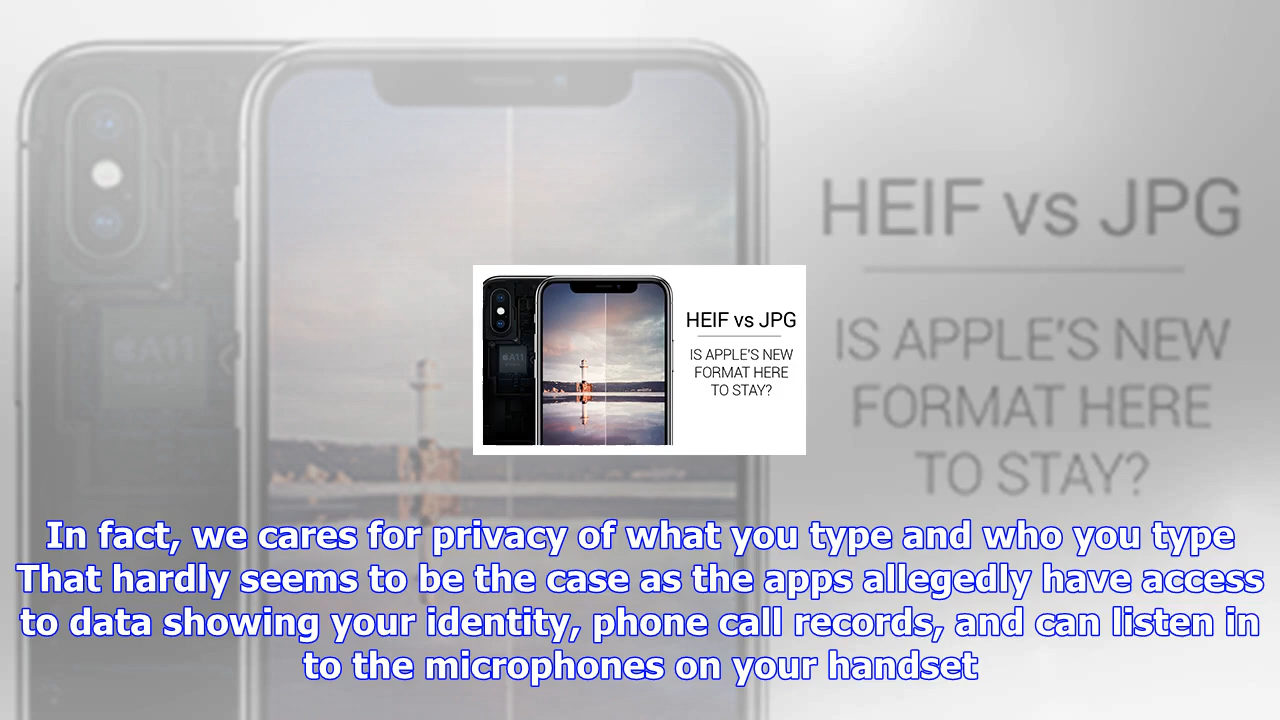 HEIF vs JPG
IS APPLE'S NEW
FORMAT HERE
TO STAY?
A11
HEIF vs JPG
IS APPLE'S NEW
FORMAT HERE
TO STAY?
A11
In fact, we cares for privacy of what you type and who you type
That hardly seems to be the case as the apps allegedly have access
to data showing your identity, phone call records, and can listen in
to the microphones on your handset